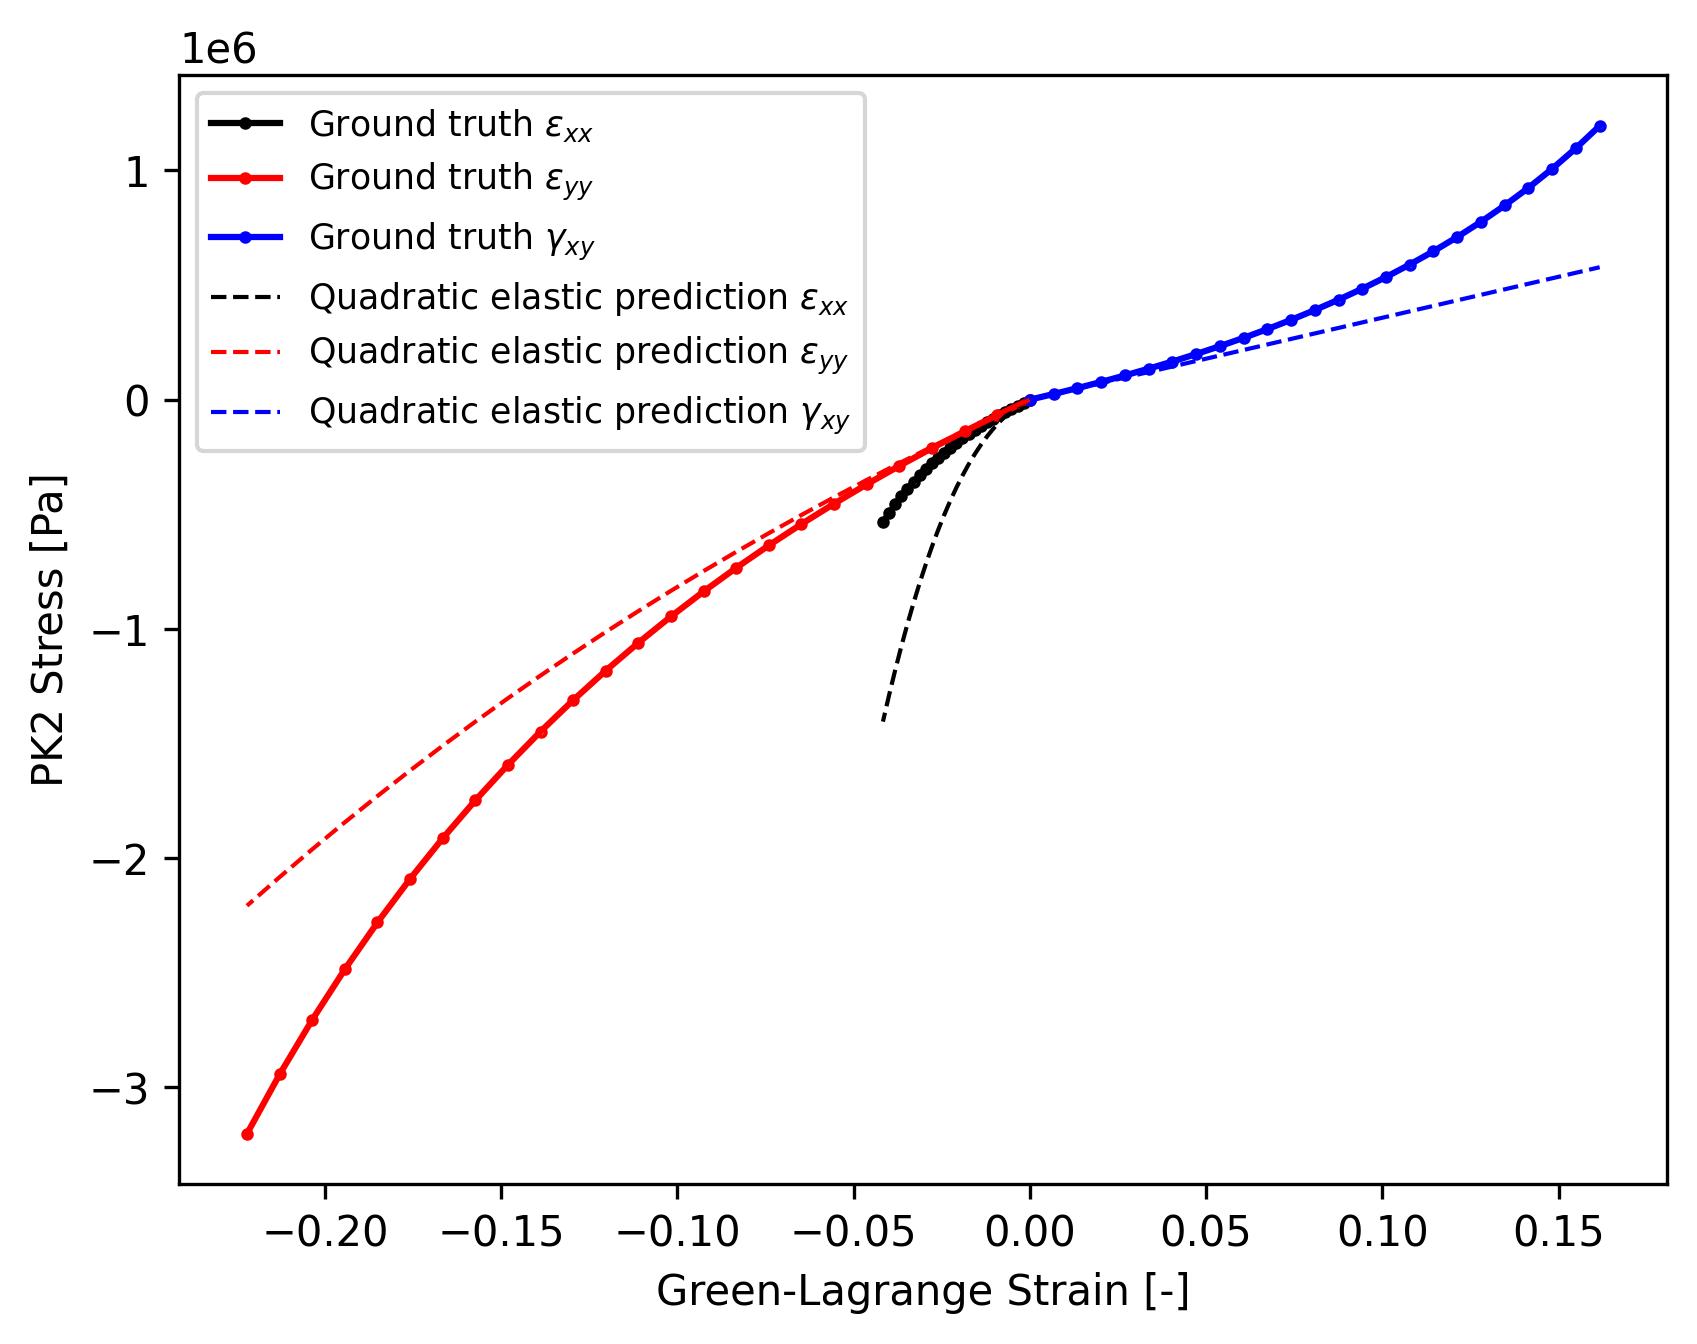 1e6
Ground truth εxx
Ground truth εyy
Ground truth γxy
Quadratic elastic prediction εxx
Quadratic elastic prediction εyy
Quadratic elastic prediction γxy
1
0
−1
−2
−3
PK2 Stress [Pa]
−0.20 −0.15 −0.10 −0.05 0.00 0.05 0.10 0.15
Green-Lagrange Strain [-]